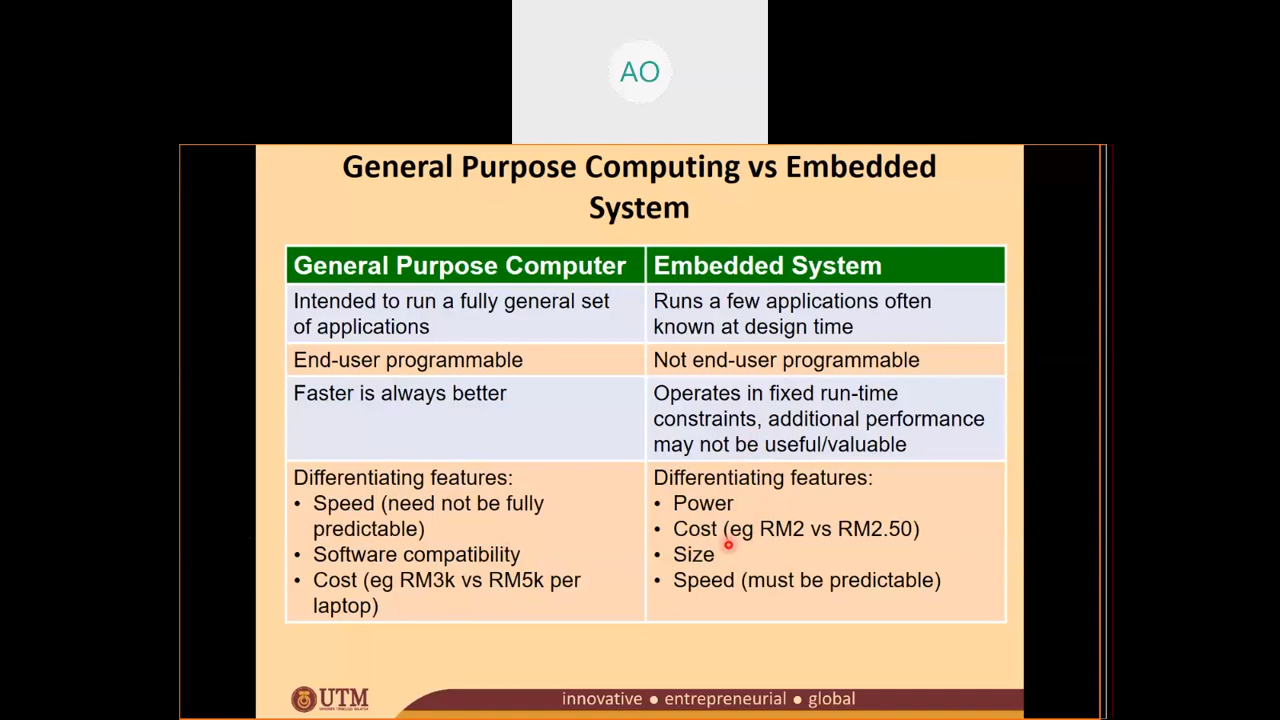 AO
General Purpose Computing vs Embedded
System
General Purpose Computer
Embedded System
Intended to run a fully general set
of applications
Runs a few applications often
known at design time
End-user programmable
Not end-user programmable
Faster is always better
Operates in fixed run-time
constraints, additional performance
may not be useful/valuable
Differentiating features:
• Speed (need not be fully
predictable)
• Software compatibility
• Cost (eg RM3k vs RM5k per
laptop)
Differentiating features:
• Power
• Cost (eg RM2 vs RM2.50)
• Size
• Speed (must be predictable)
UTM
innovative ● entrepreneurial ● global